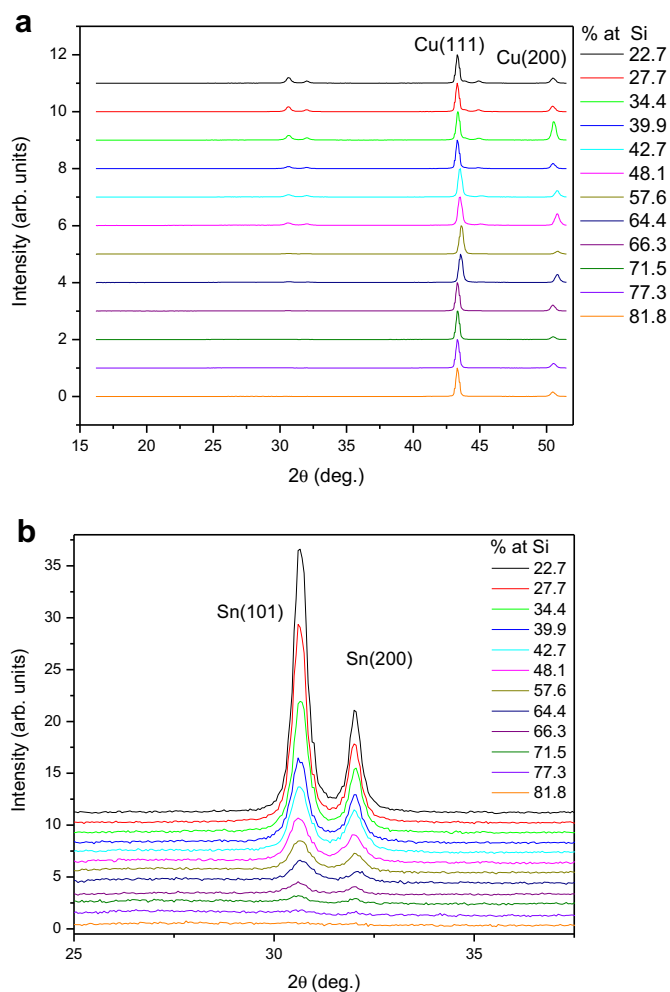 a
% at Si
Cu(111)
Cu(200)
22.7
27.7
34.4
39.9
42.7
48.1
57.6
64.4
66.3
71.5
77.3
81.8
12
10
8
6
4
2
0
Intensity (arb. units)
15 20 25 30 35 40 45 50
2θ (deg.)
b
% at Si
22.7
27.7
34.4
39.9
42.7
48.1
57.6
64.4
66.3
71.5
77.3
81.8
Sn(101)
Sn(200)
35
30
25
20
15
10
5
0
Intensity (arb. units)
25 30 35
2θ (deg.)